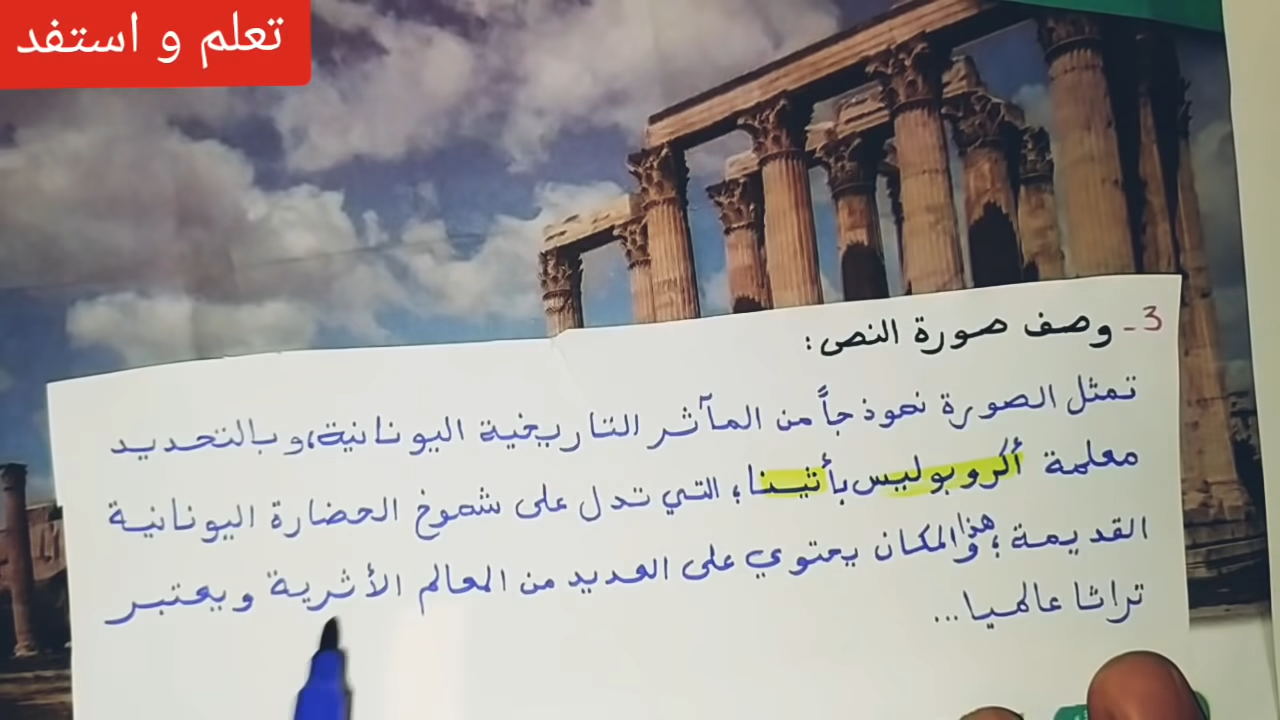 تعلم و استفد
3- وصف صورة النص:
تمثل الصورة نموذجاً من المآثر التاريخية اليونانية، وبالتحديد
معلمة أكروبوليس بأثينا، التي تدل على شموخ الحضارة اليونانية
القديمة، وهذا المكان يحتوي على العديد من المعالم الأثرية ويعتبر
تراثا عالميا...